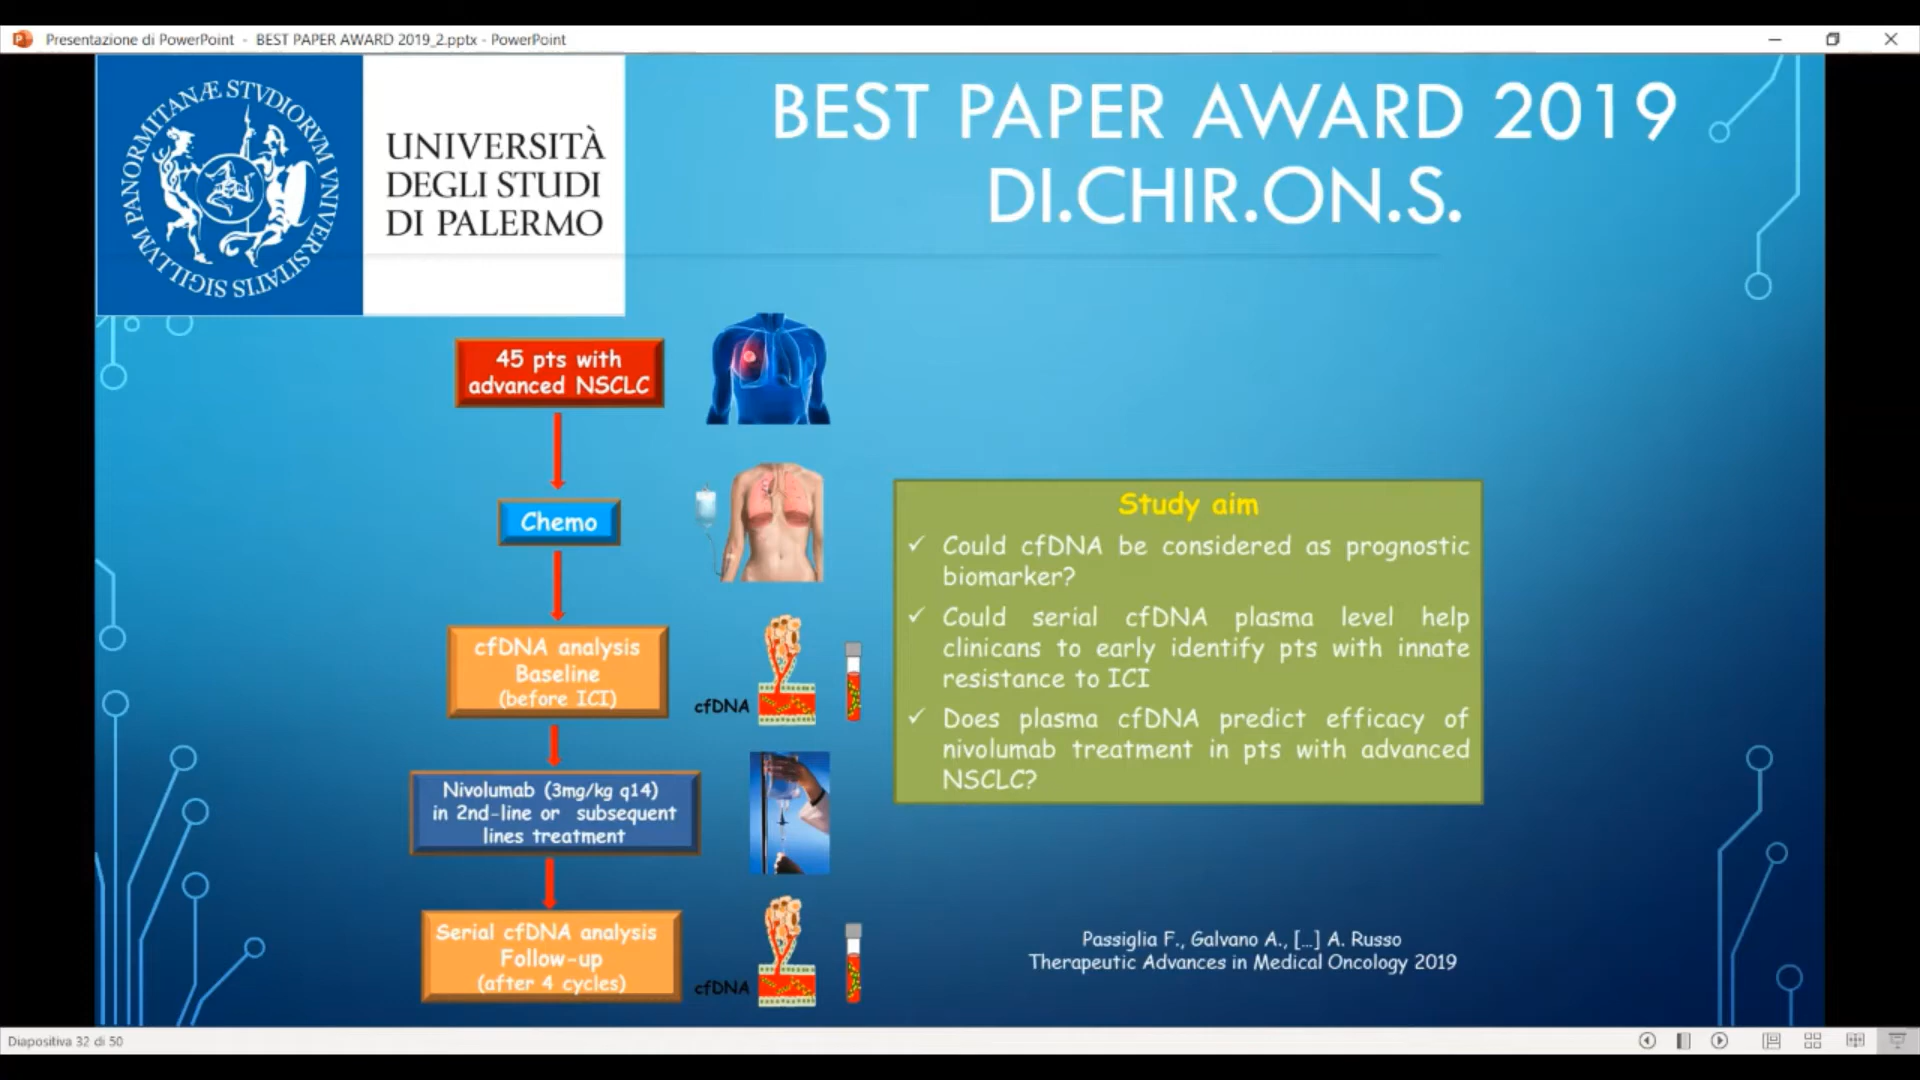 Presentazione di PowerPoint - BEST PAPER AWARD 2019_2.pptx - PowerPoint
SIGILLVM PANORMITANÆ STVDIORVM VNIVERSITATIS
UNIVERSITÀ
DEGLI STUDI
DI PALERMO
BEST PAPER AWARD 2019
DI.CHIR.ON.S.
45 pts with
advanced NSCLC
Chemo
cfDNA analysis
Baseline
(before ICI)
cfDNA
Nivolumab (3mg/kg q14)
in 2nd-line or subsequent
lines treatment
Serial cfDNA analysis
Follow-up
(after 4 cycles)
cfDNA
Study aim
✓ Could cfDNA be considered as prognostic
biomarker?
✓ Could serial cfDNA plasma level help
clinicans to early identify pts with innate
resistance to ICI
✓ Does plasma cfDNA predict efficacy of
nivolumab treatment in pts with advanced
NSCLC?
Passiglia F., Galvano A., [...] A. Russo
Therapeutic Advances in Medical Oncology 2019
Diapositiva 32 di 50